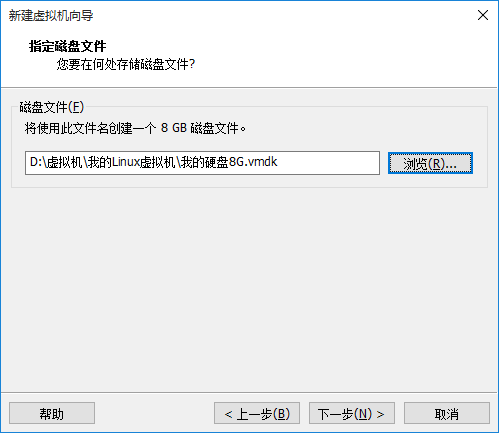 新建虚拟机向导
指定磁盘文件
您要在何处存储磁盘文件?
磁盘文件(F)
将使用此文件名创建一个 8 GB 磁盘文件。
D:\虚拟机\我的Linux虚拟机\我的硬盘8G.vmdk
浏览(R)...
帮助
< 上一步(B)
下一步(N) >
取消